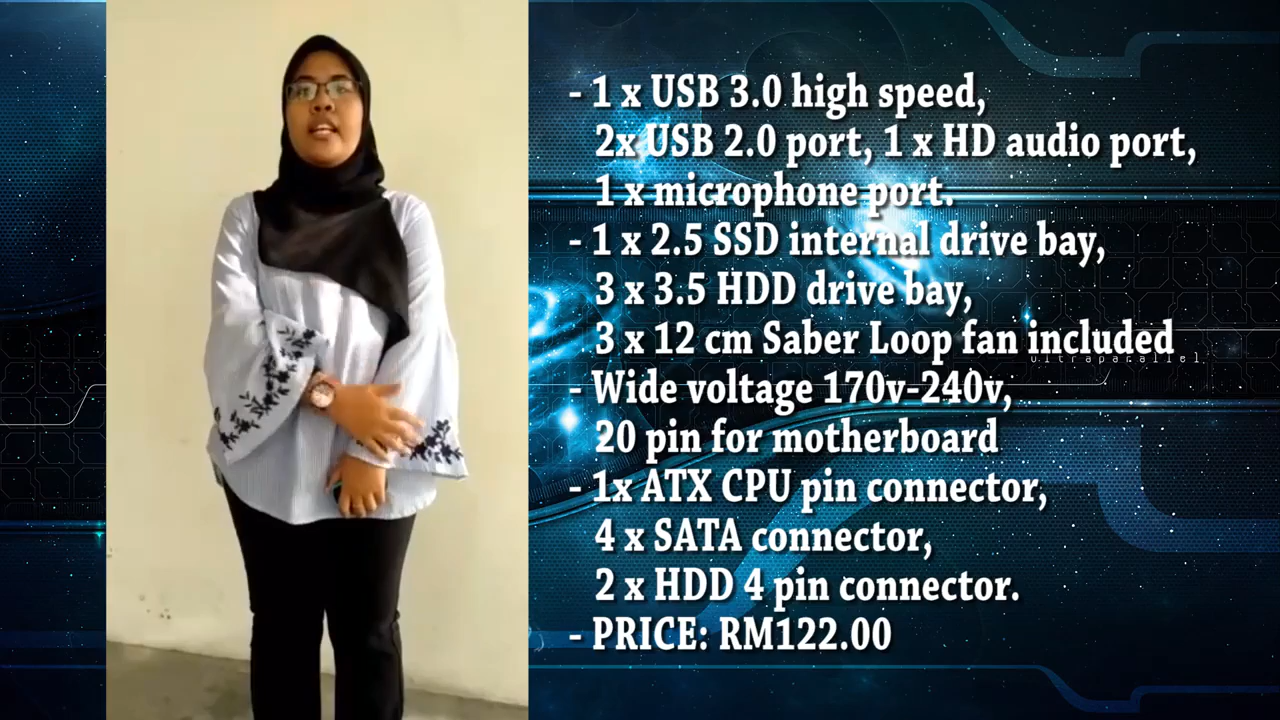 - 1 x USB 3.0 high speed,
2x USB 2.0 port, 1 x HD audio port,
1 x microphone port.
- 1 x 2.5 SSD internal drive bay,
3 x 3.5 HDD drive bay,
3 x 12 cm Saber Loop fan included
ultraparallel
- Wide voltage 170v-240v,
20 pin for motherboard
- 1x ATX CPU pin connector,
4 x SATA connector,
2 x HDD 4 pin connector.
- PRICE: RM122.00